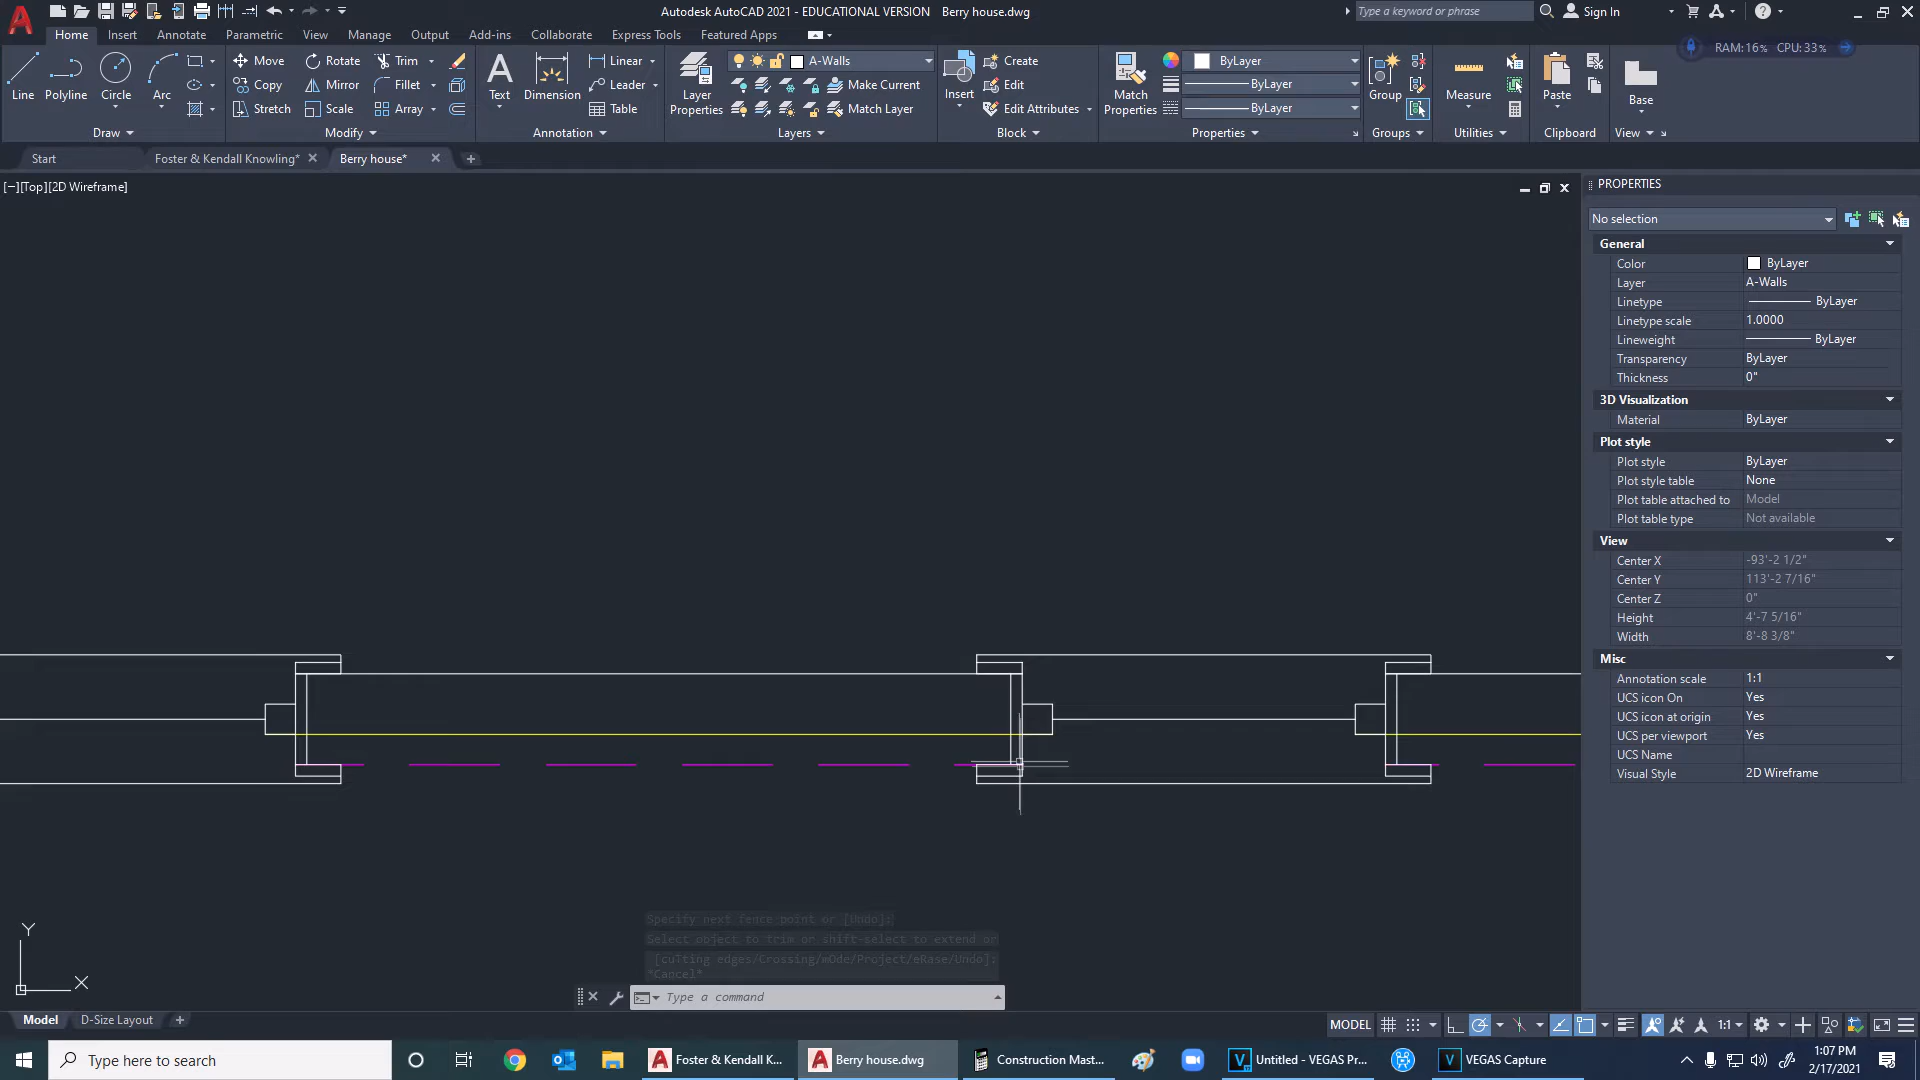 Autodesk AutoCAD 2021 - EDUCATIONAL VERSION Berry house.dwg
Type a keyword or phrase
Sign In
Home Insert Annotate Parametric View Manage Output Add-ins Collaborate Express Tools Featured Apps
RAM:16% CPU:33%
Line Polyline Circle Arc
Draw
Move Rotate Trim
Copy Mirror Fillet
Stretch Scale Array
Modify
Text Dimension
Linear
Leader
Table
Annotation
Layer Properties
A-Walls
Make Current
Match Layer
Layers
Insert
Create
Edit
Edit Attributes
Block
Match Properties
ByLayer
ByLayer
ByLayer
Properties
Group
Groups
Measure
Utilities
Paste
Clipboard
Base
View
Start Foster & Kendall Knowling* Berry house*
[−][Top][2D Wireframe]
PROPERTIES
No selection
General
Color ByLayer
Layer A-Walls
Linetype ByLayer
Linetype scale 1.0000
Lineweight ByLayer
Transparency ByLayer
Thickness 0"
3D Visualization
Material ByLayer
Plot style
Plot style ByLayer
Plot style table None
Plot table attached to Model
Plot table type Not available
View
Center X -93'-2 1/2"
Center Y 113'-2 7/16"
Center Z 0"
Height 4'-7 5/16"
Width 8'-8 3/8"
Misc
Annotation scale 1:1
UCS icon On Yes
UCS icon at origin Yes
UCS per viewport Yes
UCS Name
Visual Style 2D Wireframe
Y
X
Specify next fence point or [Undo]:
Select object to trim or shift-select to extend or
[cuTting edges/Crossing/mOde/Project/eRase/Undo]:
*Cancel*
Type a command
Model D-Size Layout
MODEL 1:1
Type here to search
Foster & Kendall K...
Berry house.dwg
Construction Mast...
Untitled - VEGAS Pr...
VEGAS Capture
1:07 PM
2/17/2021